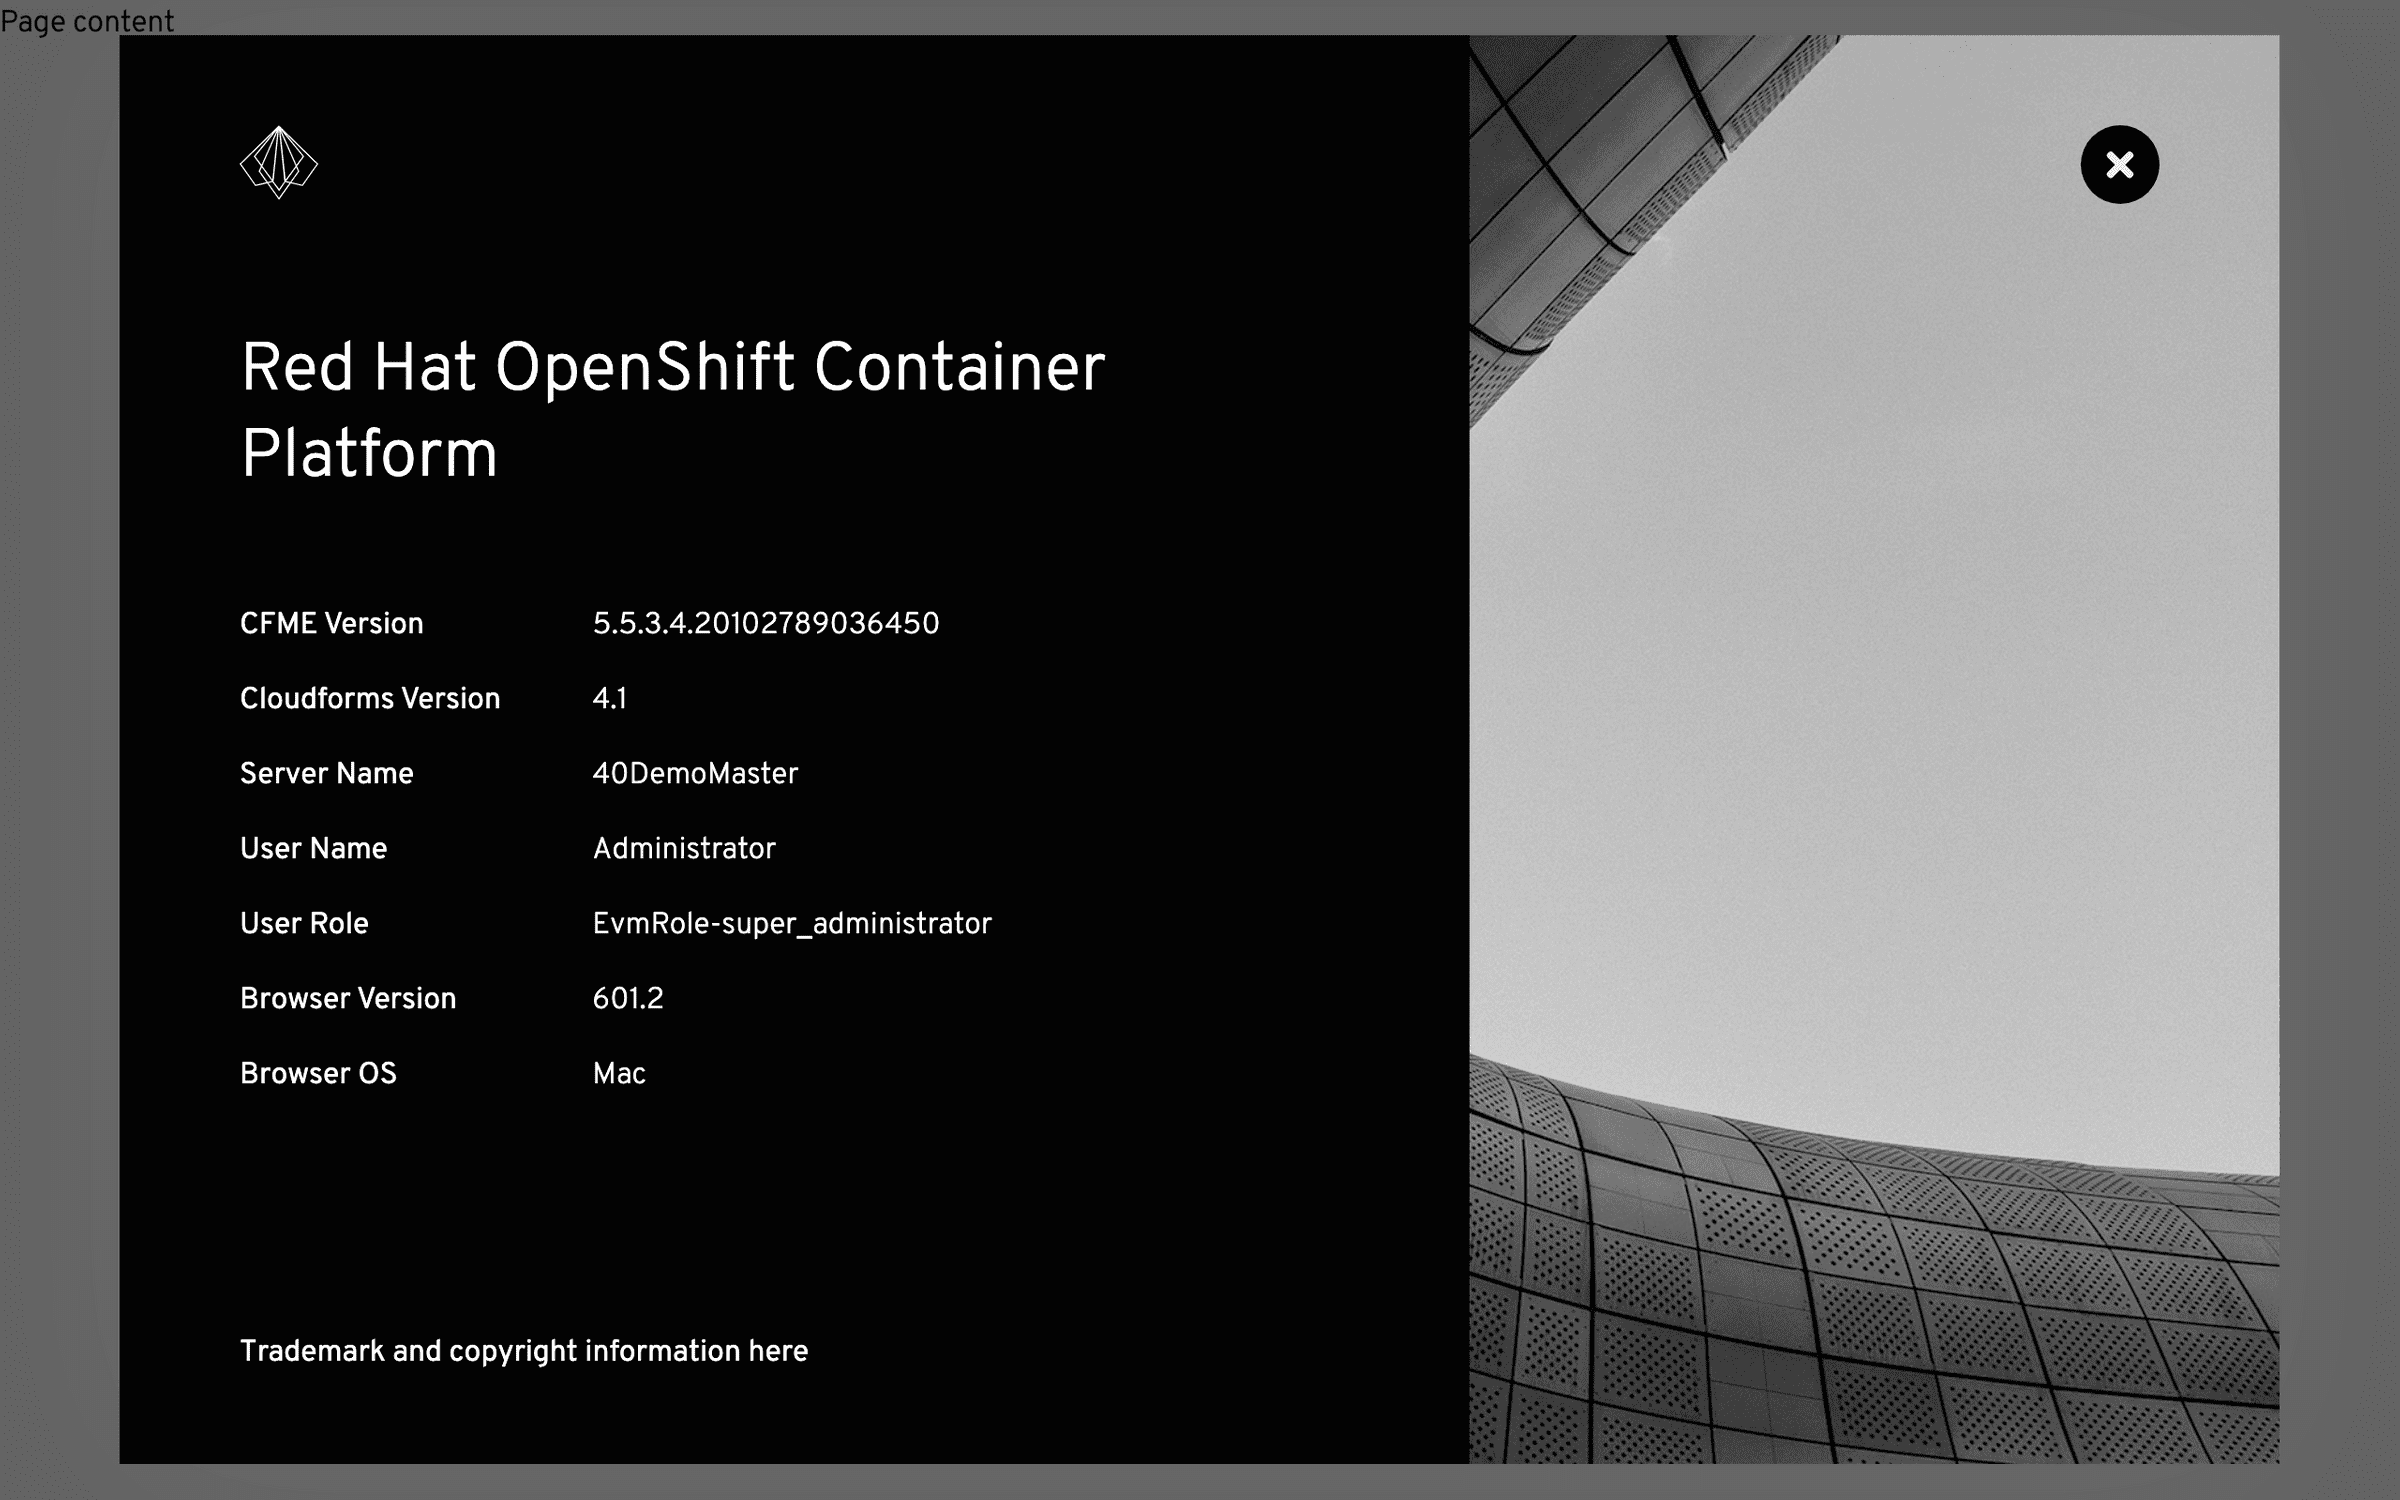 Page content
Red Hat OpenShift Container
Platform
CFME Version 5.5.3.4.20102789036450
Cloudforms Version 4.1
Server Name 40DemoMaster
User Name Administrator
User Role EvmRole-super_administrator
Browser Version 601.2
Browser OS Mac
Trademark and copyright information here